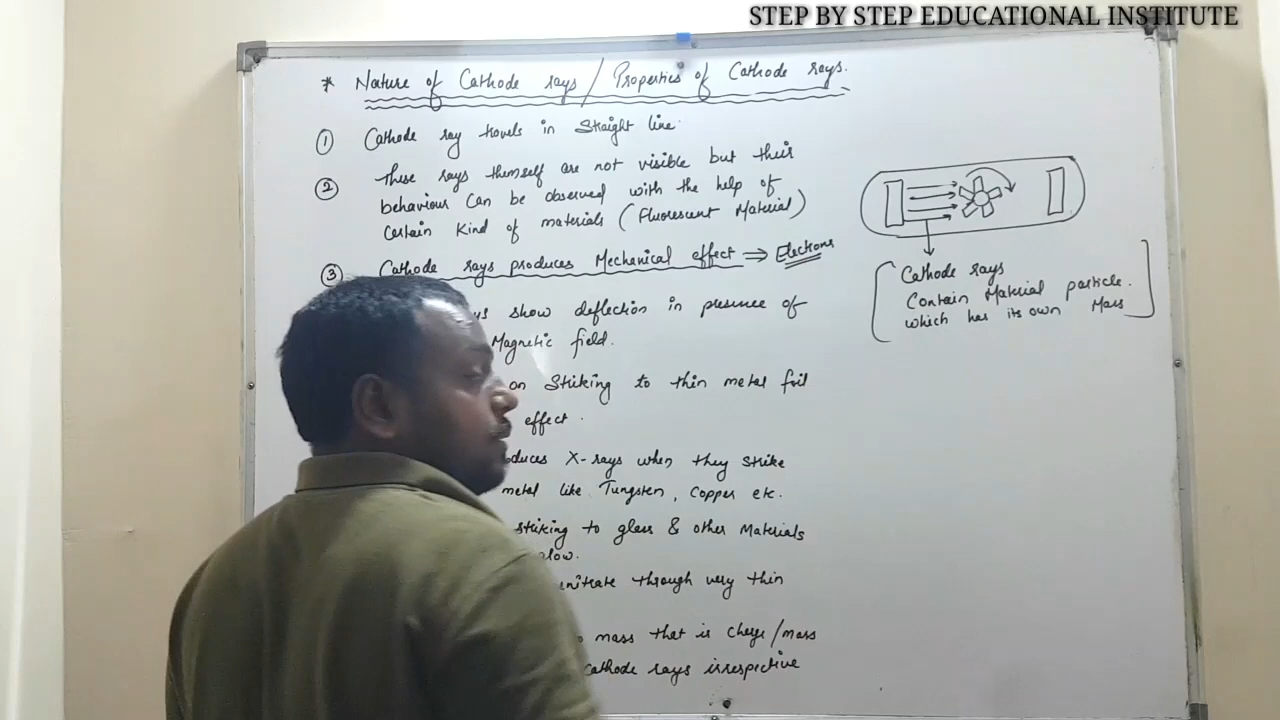 STEP BY STEP EDUCATIONAL INSTITUTE
* Nature of Cathode rays / Properties of Cathode rays.
① Cathode ray travels in Straight line.
② These rays themself are not visible but their
behaviour Can be observed with the help of
Certain Kind of materials (Fluorescent Material)
③ Cathode rays produces Mechanical effect ⇒ Electrons
show deflection in presence of
Magnetic field.
on Striking to thin metal foil
effect.
X-rays when they strike
metal like Tungsten, Copper etc.
striking to glass & other Materials
through very thin
mass that is charge/mass
Cathode rays irrespective
Cathode rays
Contain Material particle.
which has its own Mass